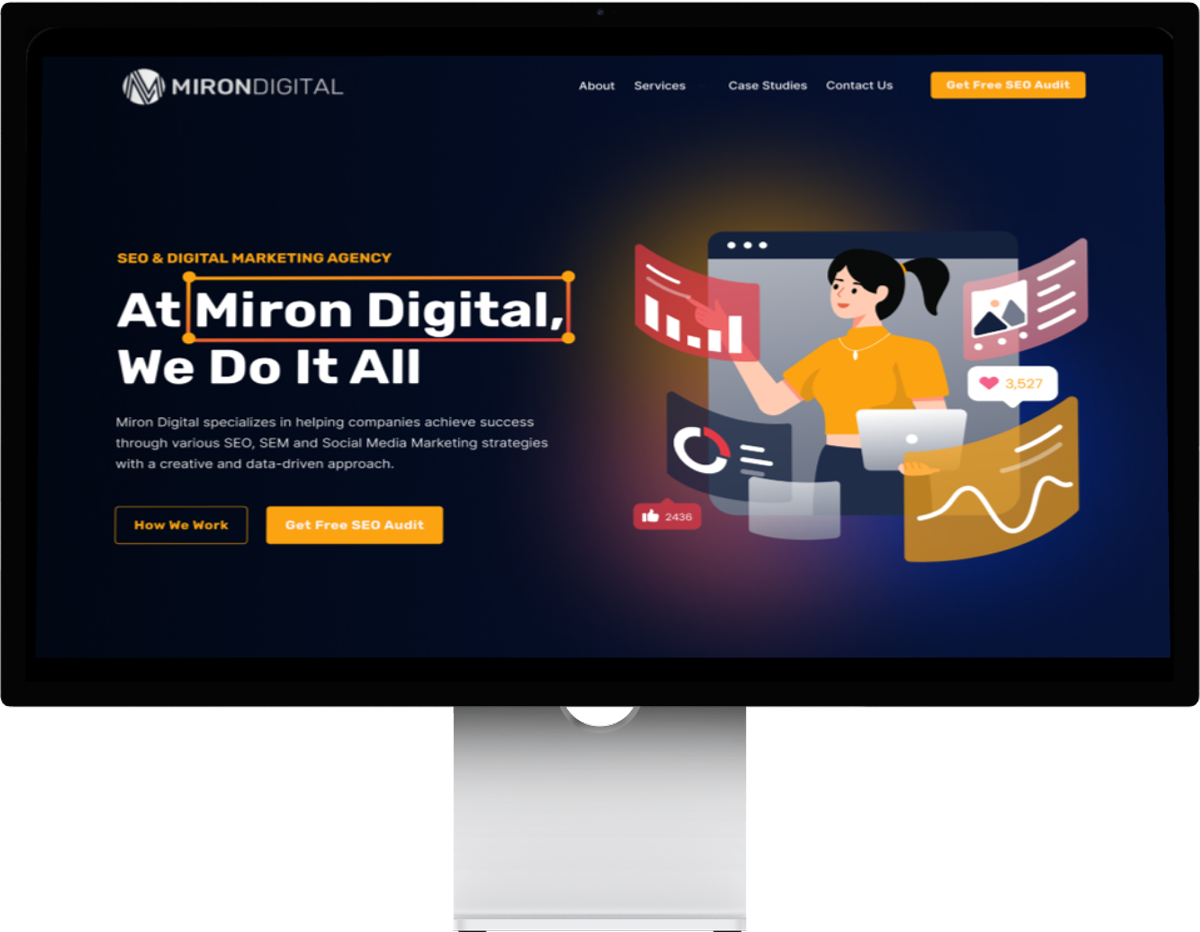 MIRONDIGITAL
About Services Case Studies Contact Us Get Free SEO Audit
SEO & DIGITAL MARKETING AGENCY
At Miron Digital,
We Do It All
Miron Digital specializes in helping companies achieve success
through various SEO, SEM and Social Media Marketing strategies
with a creative and data-driven approach.
How We Work Get Free SEO Audit
3,527
2436